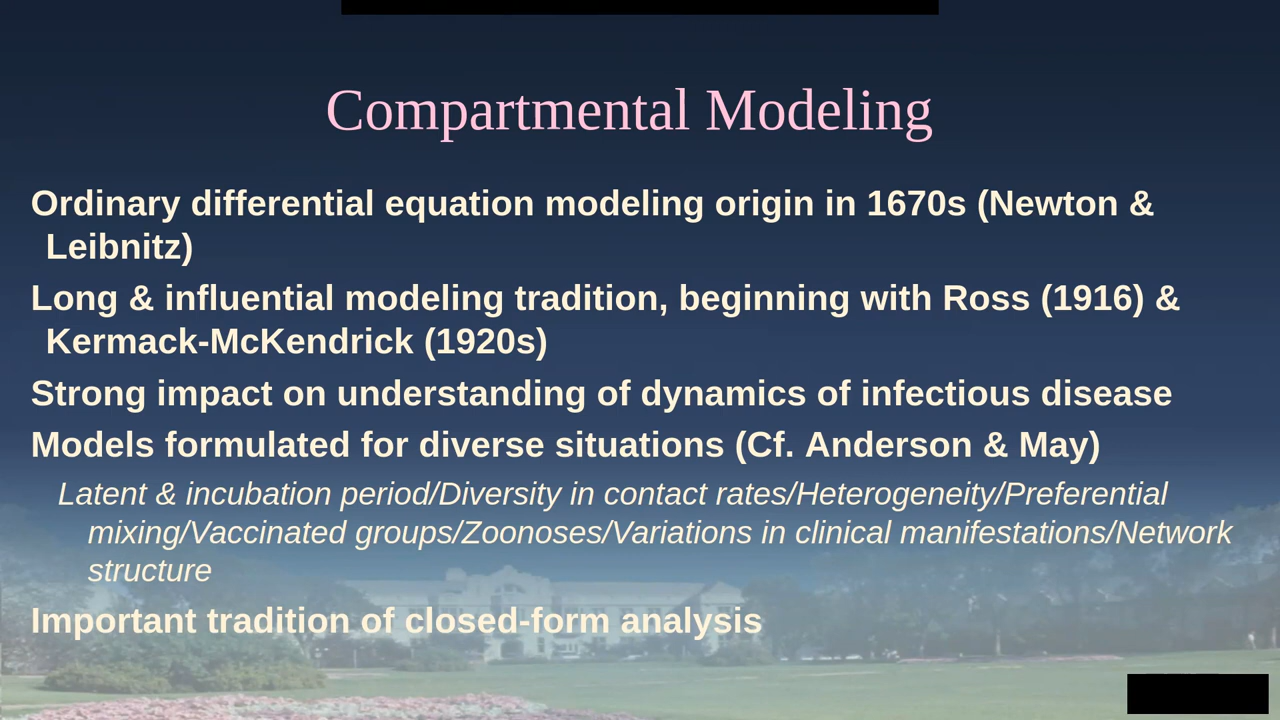 Compartmental Modeling
Ordinary differential equation modeling origin in 1670s (Newton &
Leibnitz)
Long & influential modeling tradition, beginning with Ross (1916) &
Kermack-McKendrick (1920s)
Strong impact on understanding of dynamics of infectious disease
Models formulated for diverse situations (Cf. Anderson & May)
Latent & incubation period/Diversity in contact rates/Heterogeneity/Preferential
mixing/Vaccinated groups/Zoonoses/Variations in clinical manifestations/Network
structure
Important tradition of closed-form analysis